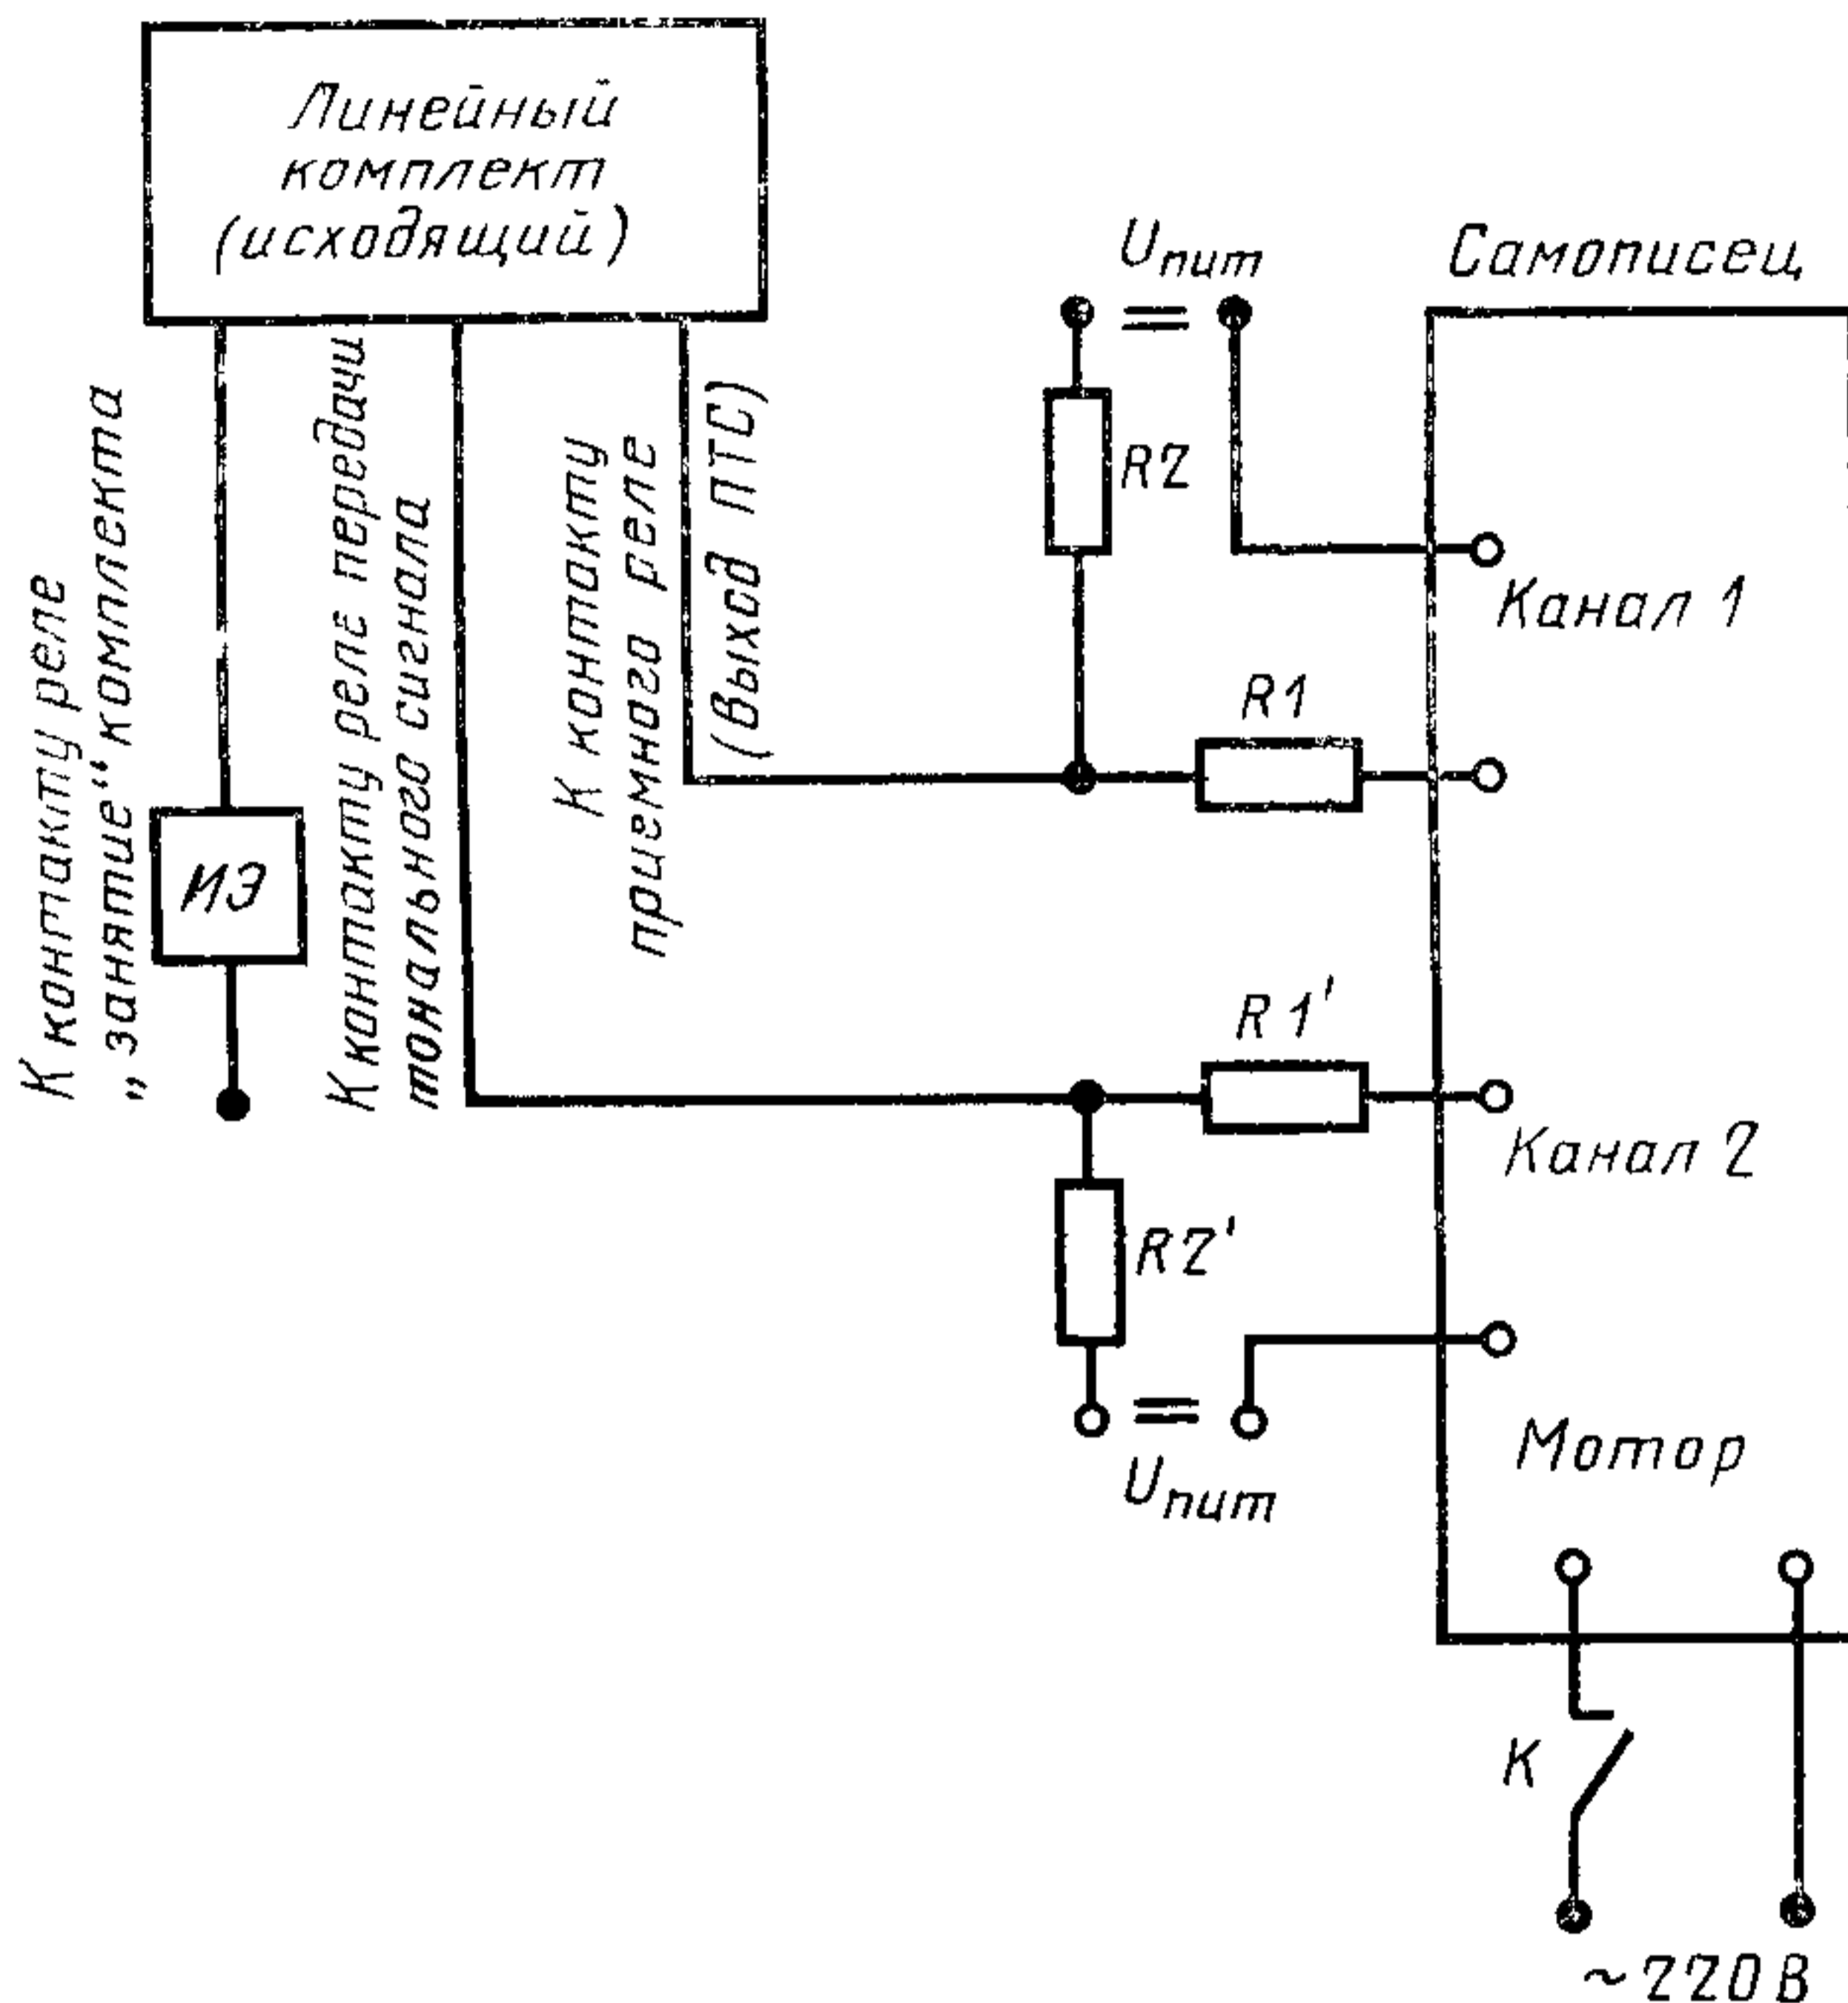 Линейный
комплект
(исходящий)
К контакту реле
„занятие“ комплекта
ИЭ
К контакту реле передачи
тонального сигнала
К контакту
приемного реле
(Выход ПТС)
Uпит
R2
R1
R1'
R2'
Uпит
Самописец
Канал 1
Канал 2
Мотор
К
~220В